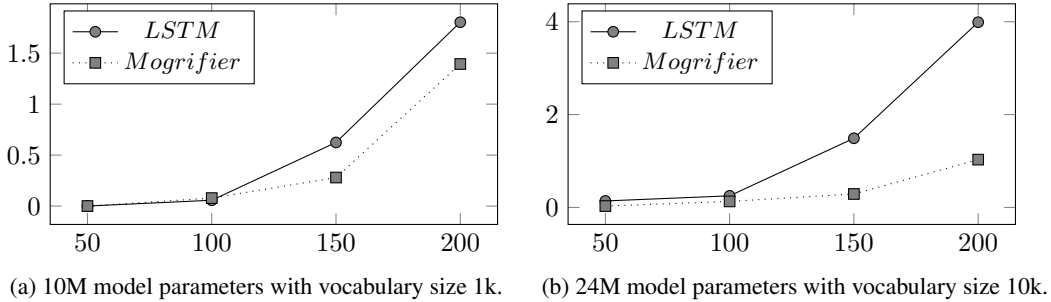 LSTM
Mogrifier
1.5
1
0.5
0
50 100 150 200
(a) 10M model parameters with vocabulary size 1k.
LSTM
Mogrifier
4
2
0
50 100 150 200
(b) 24M model parameters with vocabulary size 10k.